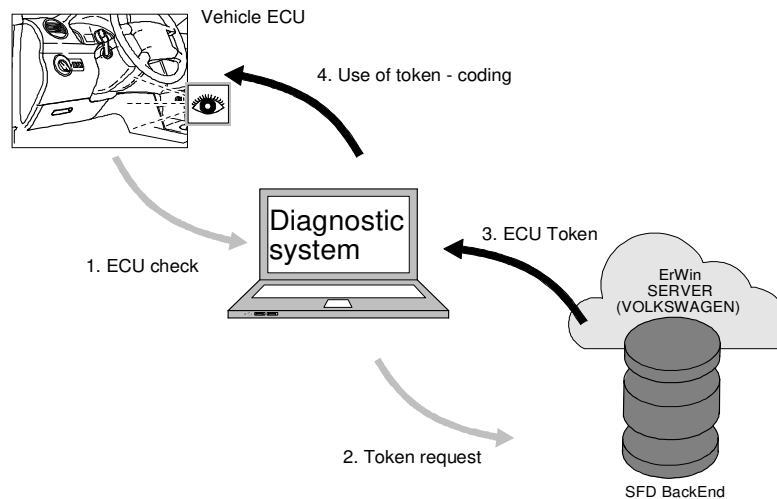 Vehicle ECU
4. Use of token - coding
Diagnostic
system
3. ECU Token
1. ECU check
ErWin
SERVER
(VOLKSWAGEN)
2. Token request
SFD BackEnd